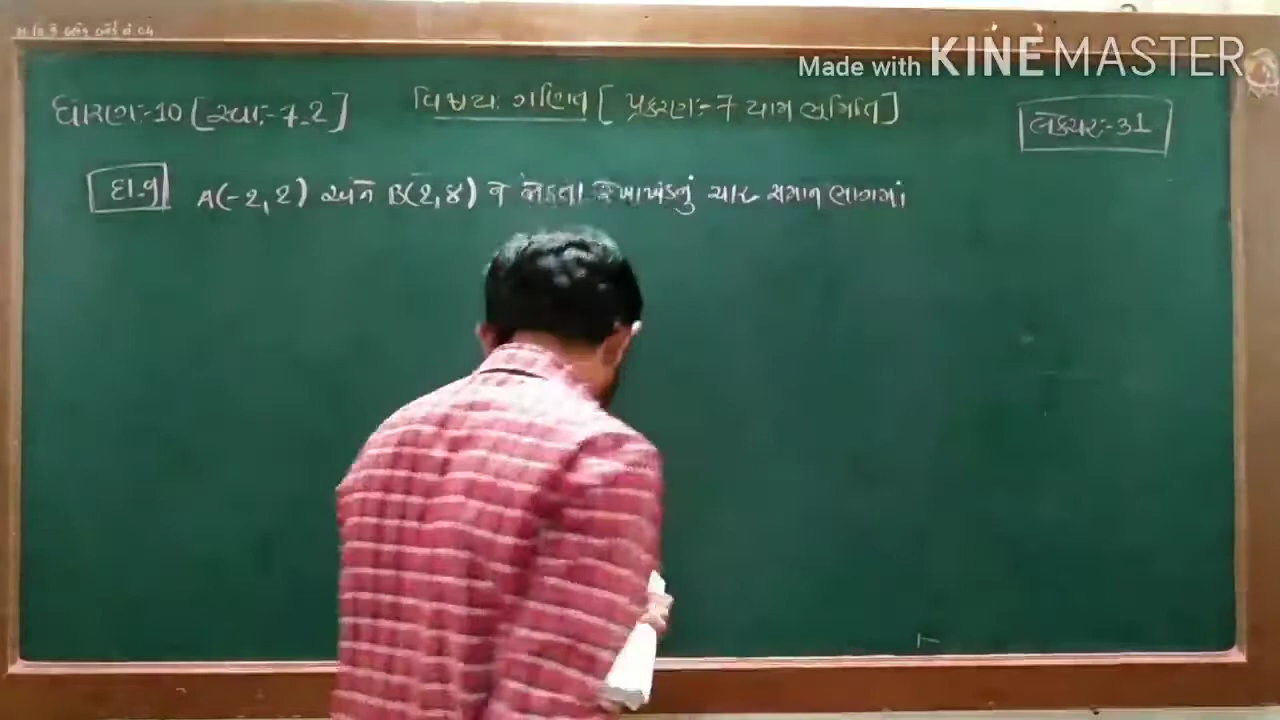 Made with KINEMASTER
ધોરણ:-10 [સ્વા:-7.2]
વિષય: ગણિત [પ્રકરણ:-7 યામ ભૂમિતિ]
લેક્ચર:-31
દા.9 A(-2, 2) અને B(2, 8) ને જોડતા રેખાખંડનું ચાર સમાન ભાગમાં